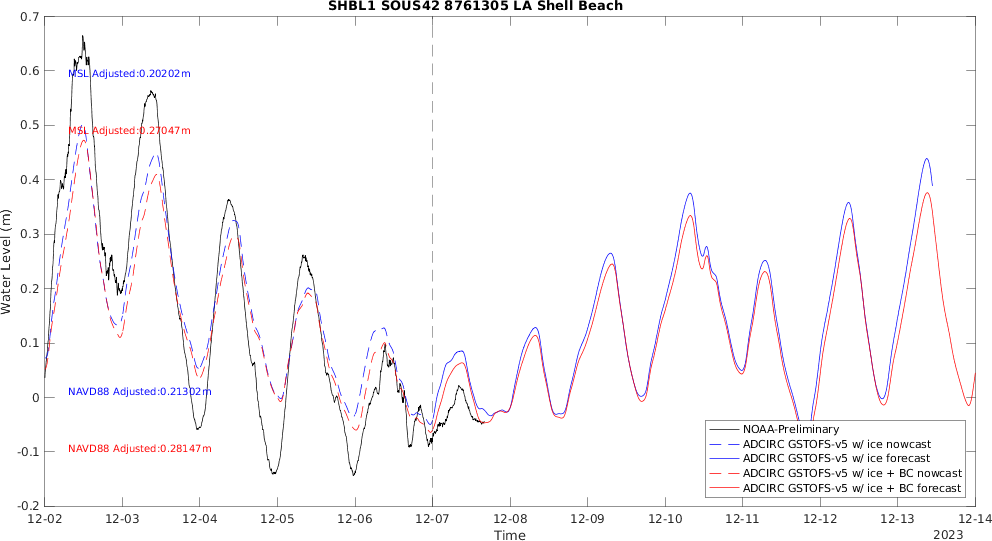 SHBL1 SOUS42 8761305 LA Shell Beach
Water Level (m)
0.7
0.6
0.5
0.4
0.3
0.2
0.1
0
-0.1
-0.2
MSL Adjusted:0.20202m
MSL Adjusted:0.27047m
NAVD88 Adjusted:0.21302m
NAVD88 Adjusted:0.28147m
NOAA-Preliminary
ADCIRC GSTOFS-v5 w/ ice nowcast
ADCIRC GSTOFS-v5 w/ ice forecast
ADCIRC GSTOFS-v5 w/ ice + BC nowcast
ADCIRC GSTOFS-v5 w/ ice + BC forecast
12-02 12-03 12-04 12-05 12-06 12-07 12-08 12-09 12-10 12-11 12-12 12-13 12-14
Time
2023